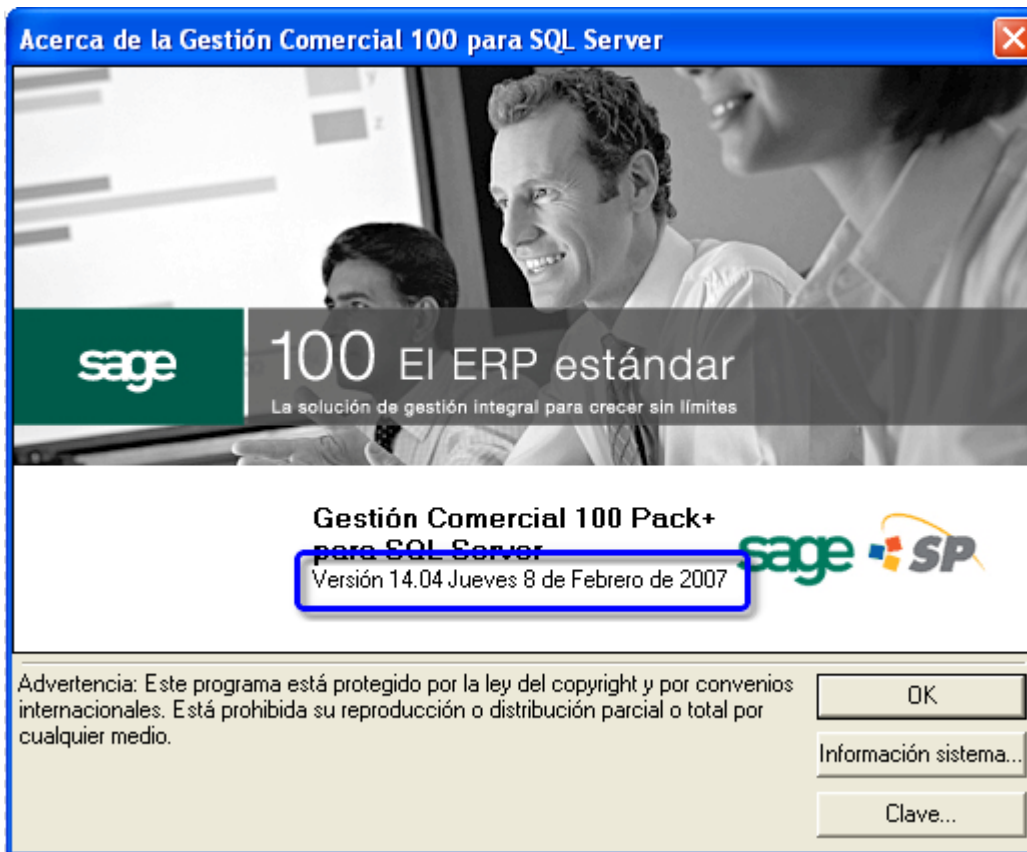 Acerca de la Gestión Comercial 100 para SQL Server
sage
100 El ERP estándar
La solución de gestión integral para crecer sin límites
Gestión Comercial 100 Pack+
para SQL Server
sage SP
Versión 14.04 Jueves 8 de Febrero de 2007
Advertencia: Este programa está protegido por la ley del copyright y por convenios
internacionales. Está prohibida su reproducción o distribución parcial o total por
cualquier medio.
OK
Información sistema...
Clave...